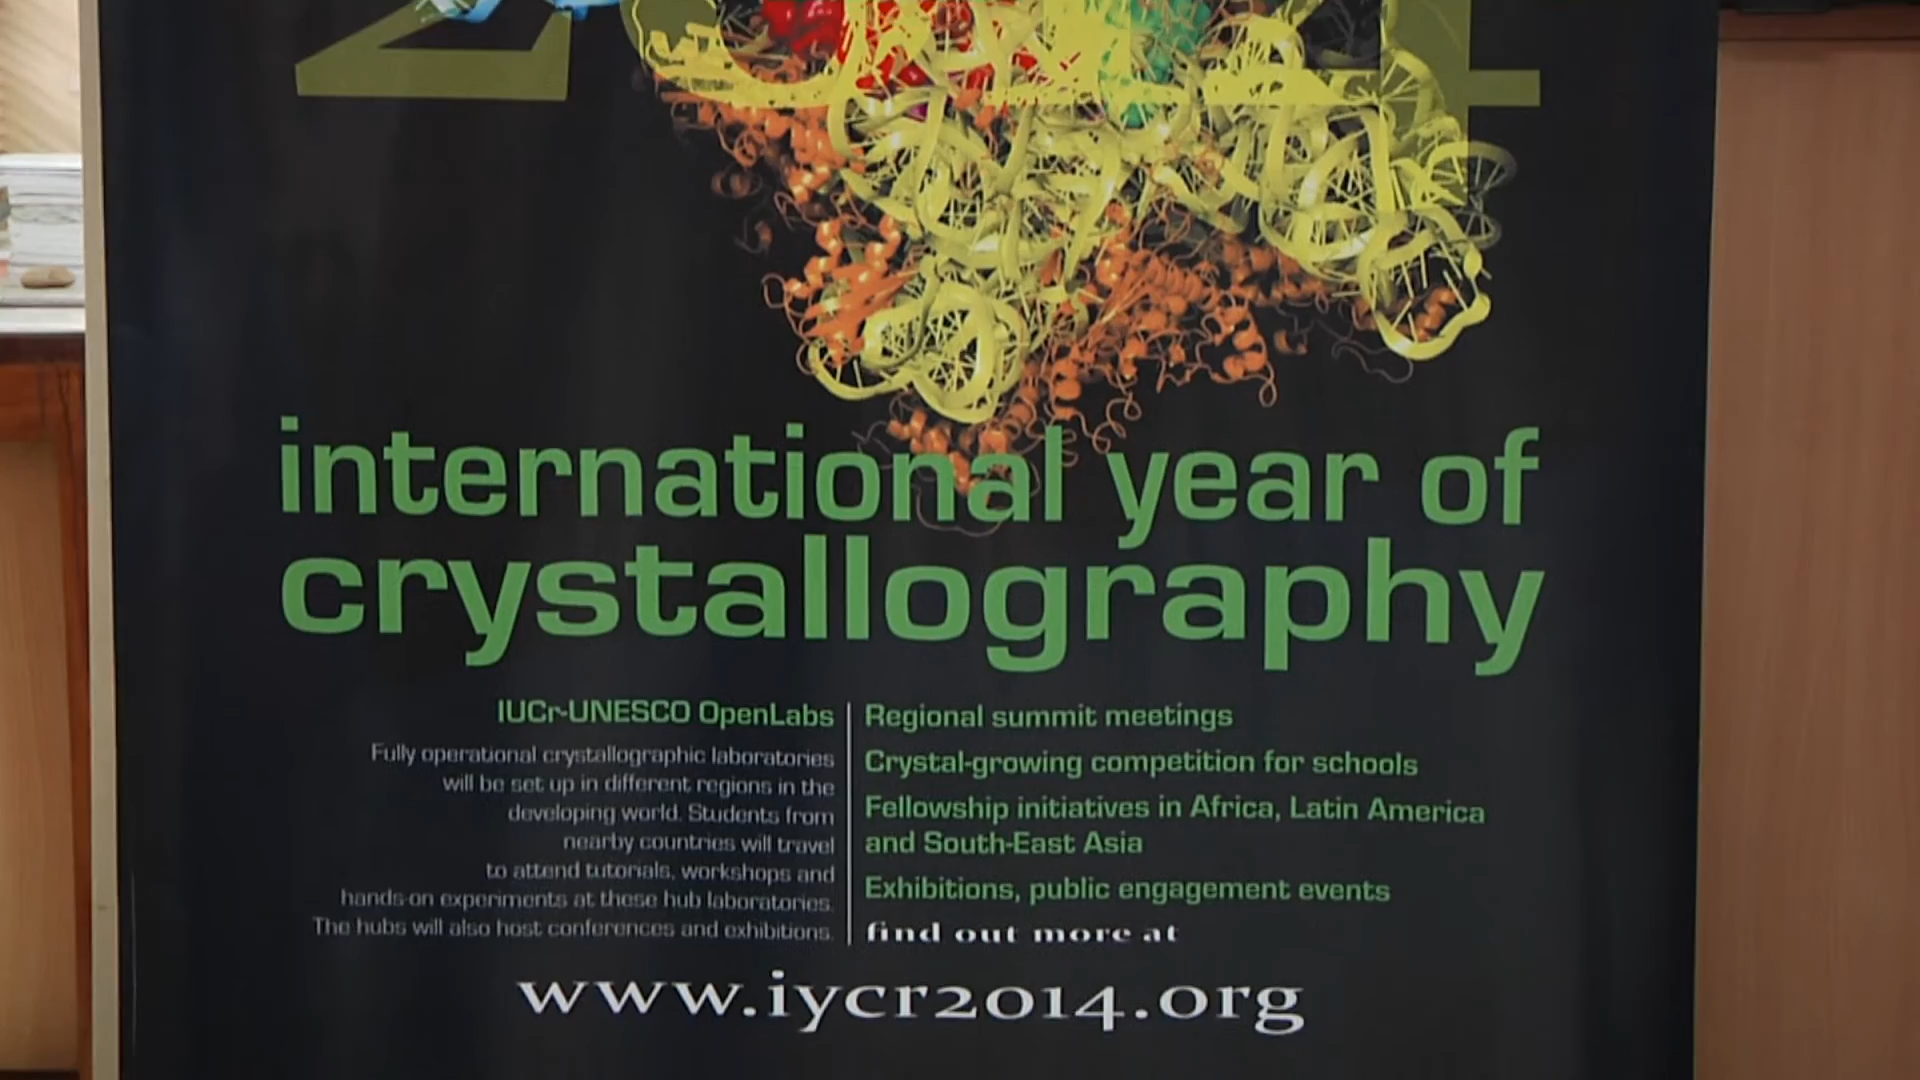 2014
international year of
crystallography
IUCr-UNESCO OpenLabs
Fully operational crystallographic laboratories
will be set up in different regions in the
developing world. Students from
nearby countries will travel
to attend tutorials, workshops and
hands-on experiments at these hub laboratories.
The hubs will also host conferences and exhibitions.
Regional summit meetings
Crystal-growing competition for schools
Fellowship initiatives in Africa, Latin America
and South-East Asia
Exhibitions, public engagement events
find out more at
www.iycr2014.org